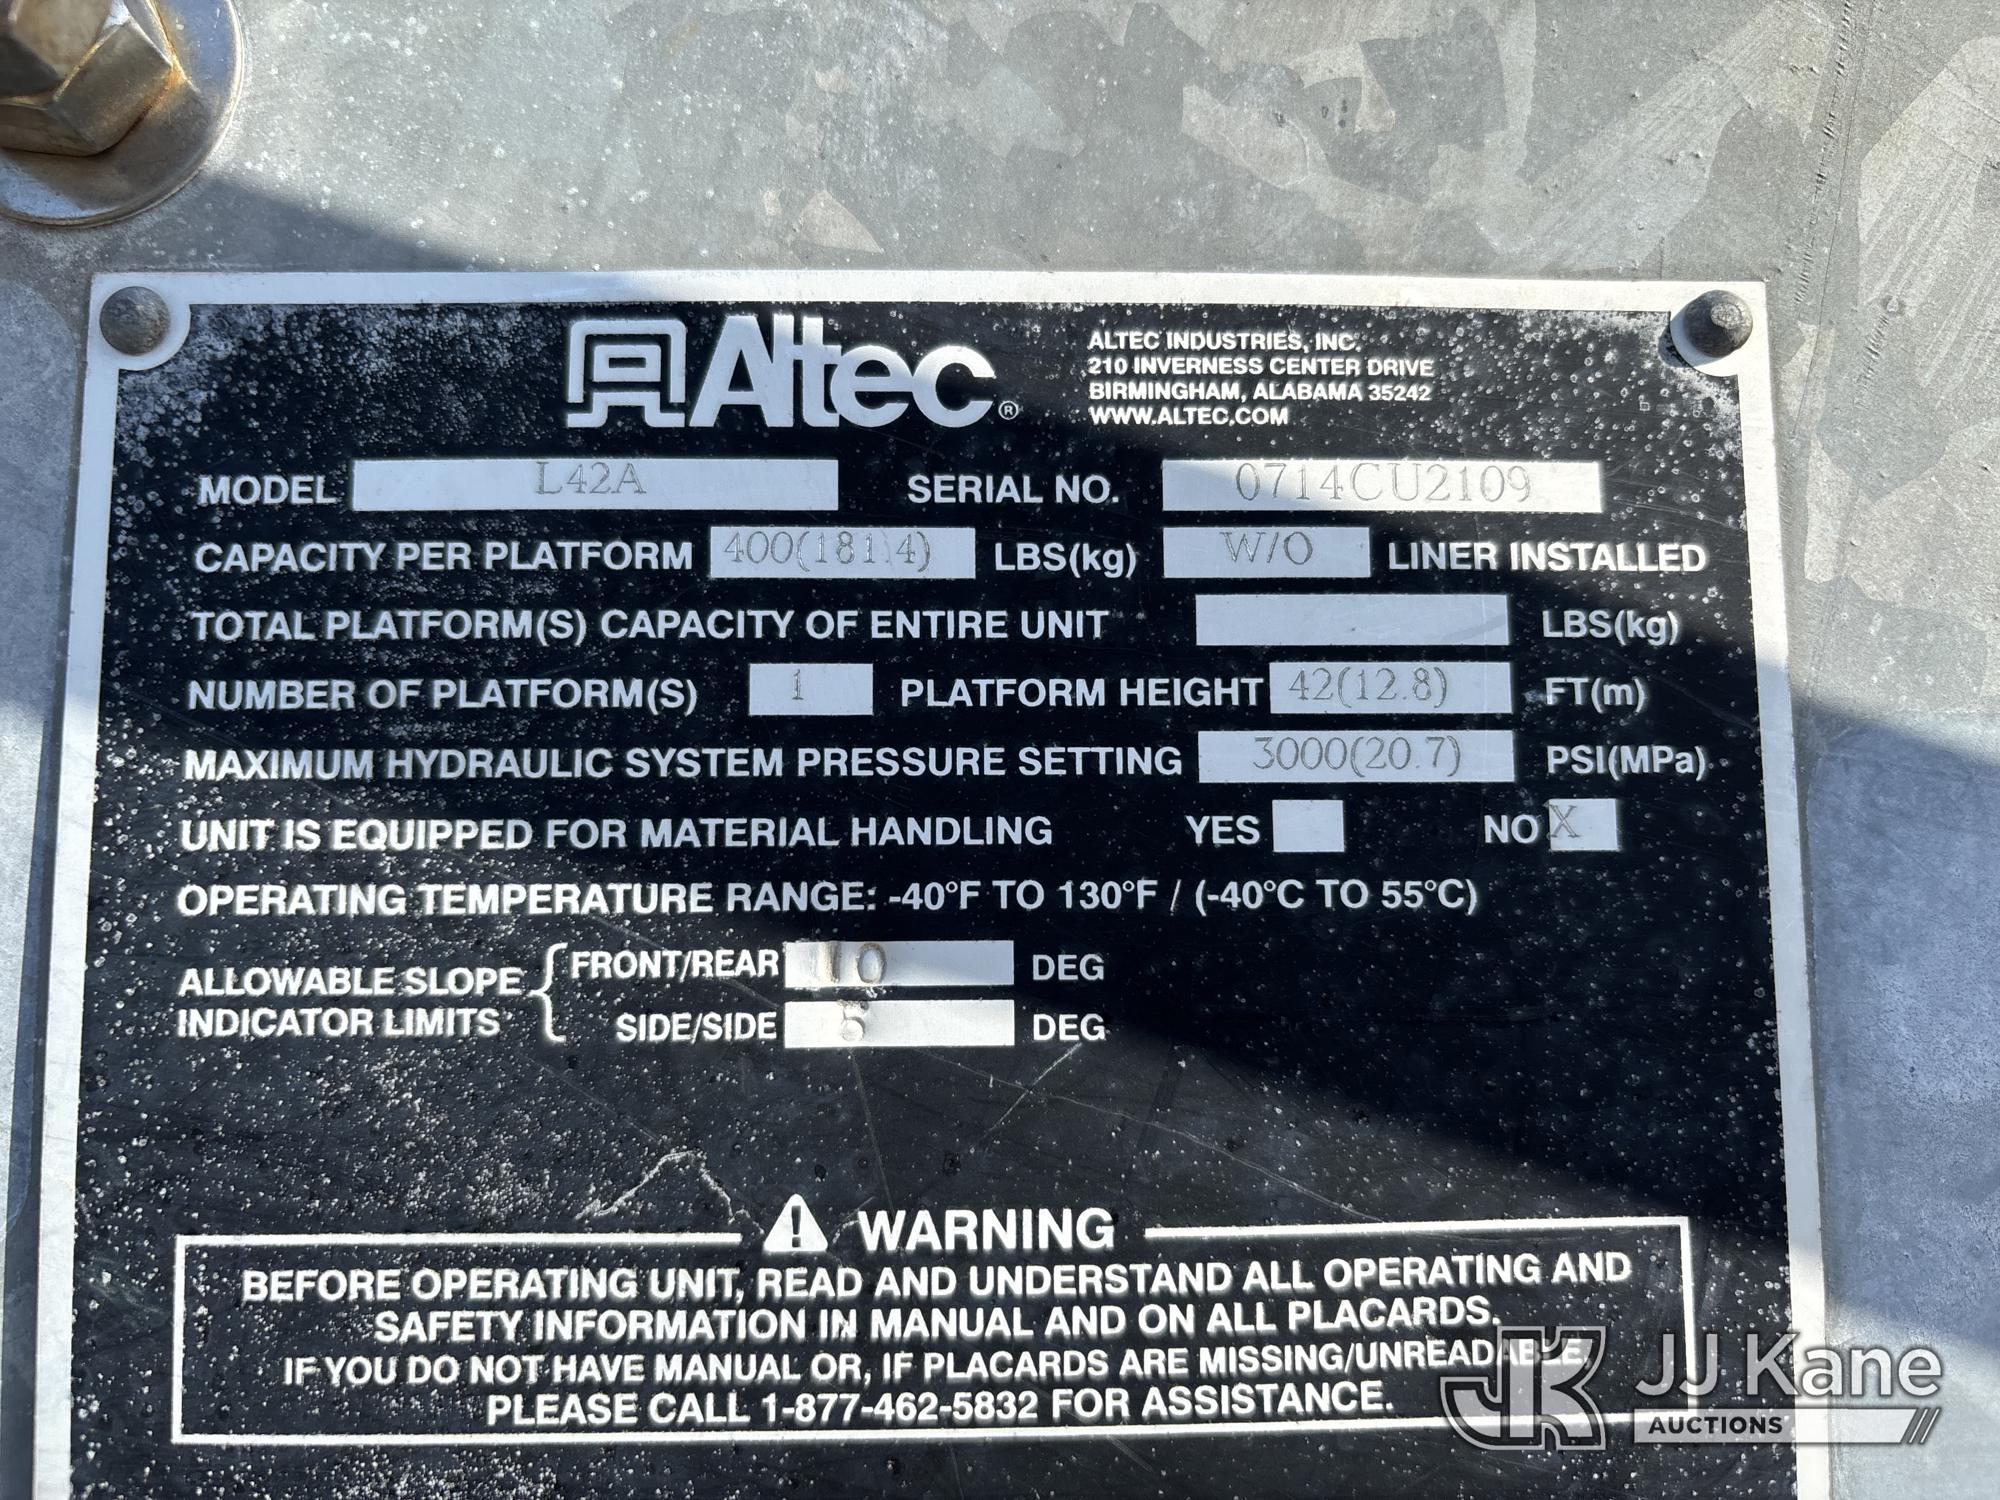 Altec®
ALTEC INDUSTRIES, INC.
210 INVERNESS CENTER DRIVE
BIRMINGHAM, ALABAMA 35242
WWW.ALTEC.COM
MODEL L42A SERIAL NO. 0714CU2109
CAPACITY PER PLATFORM 400(181.4) LBS(kg) W/O LINER INSTALLED
TOTAL PLATFORM(S) CAPACITY OF ENTIRE UNIT LBS(kg)
NUMBER OF PLATFORM(S) 1 PLATFORM HEIGHT 42(12.8) FT(m)
MAXIMUM HYDRAULIC SYSTEM PRESSURE SETTING 3000(20.7) PSI(MPa)
UNIT IS EQUIPPED FOR MATERIAL HANDLING YES NO X
OPERATING TEMPERATURE RANGE: -40°F TO 130°F / (-40°C TO 55°C)
ALLOWABLE SLOPE INDICATOR LIMITS
FRONT/REAR 10 DEG
SIDE/SIDE 5 DEG
WARNING
BEFORE OPERATING UNIT, READ AND UNDERSTAND ALL OPERATING AND
SAFETY INFORMATION IN MANUAL AND ON ALL PLACARDS.
IF YOU DO NOT HAVE MANUAL OR, IF PLACARDS ARE MISSING/UNREADABLE,
PLEASE CALL 1-877-462-5832 FOR ASSISTANCE.
JK JJ Kane
AUCTIONS